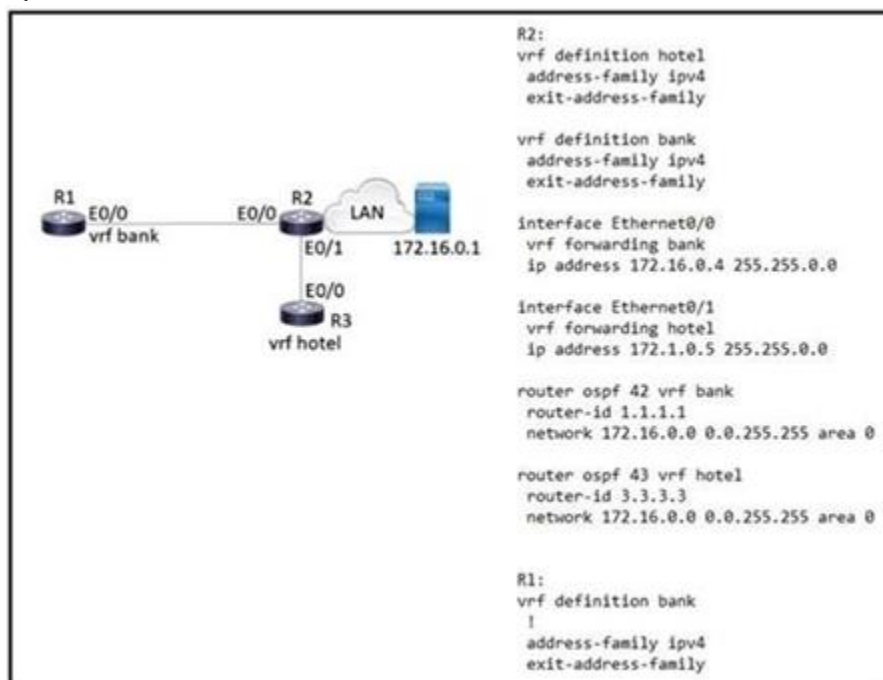 R1
E0/0
vrf bank
E0/0
R2
LAN
E0/1
172.16.0.1
E0/0
R3
vrf hotel
R2:
vrf definition hotel
address-family ipv4
exit-address-family
vrf definition bank
address-family ipv4
exit-address-family
interface Ethernet0/0
vrf forwarding bank
ip address 172.16.0.4 255.255.0.0
interface Ethernet0/1
vrf forwarding hotel
ip address 172.1.0.5 255.255.0.0
router ospf 42 vrf bank
router-id 1.1.1.1
network 172.16.0.0 0.0.255.255 area 0
router ospf 43 vrf hotel
router-id 3.3.3.3
network 172.16.0.0 0.0.255.255 area 0
R1:
vrf definition bank
!
address-family ipv4
exit-address-family